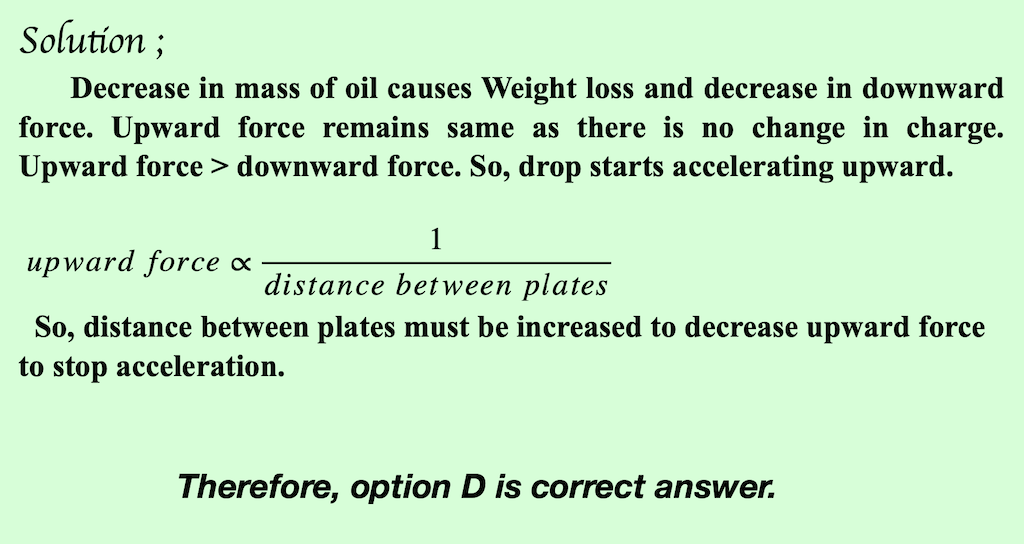 Solution ;
Decrease in mass of oil causes Weight loss and decrease in downward
force. Upward force remains same as there is no change in charge.
Upward force > downward force. So, drop starts accelerating upward.
upward force ∝ 1 / distance between plates
So, distance between plates must be increased to decrease upward force
to stop acceleration.
Therefore, option D is correct answer.